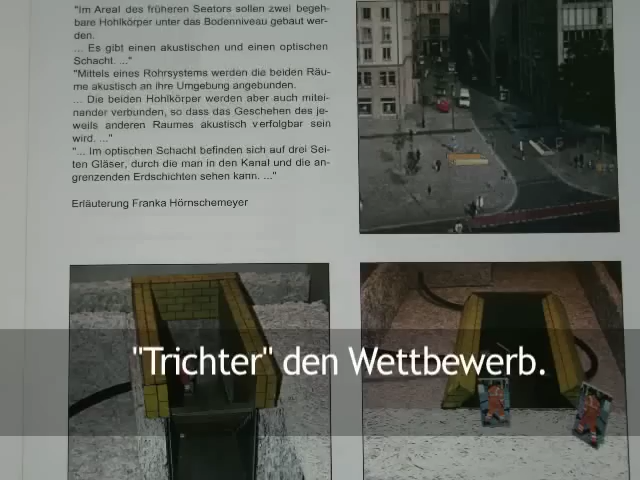 "Im Areal des früheren Seetors sollen zwei begeh-
bare Hohlkörper unter das Bodenniveau gebaut wer-
den.
... Es gibt einen akustischen und einen optischen
Schacht. ..."
"Mittels eines Rohrsystems werden die beiden Räu-
me akustisch an ihre Umgebung angebunden.
... Die beiden Hohlkörper werden aber auch mitei-
nander verbunden, so dass das Geschehen des je-
weils anderen Raumes akustisch verfolgbar sein
wird. ..."
"... Im optischen Schacht befinden sich auf drei Sei-
ten Gläser, durch die man in den Kanal und die an-
grenzenden Erdschichten sehen kann. ..."
Erläuterung Franka Hörnschemeyer
"Trichter" den Wettbewerb.